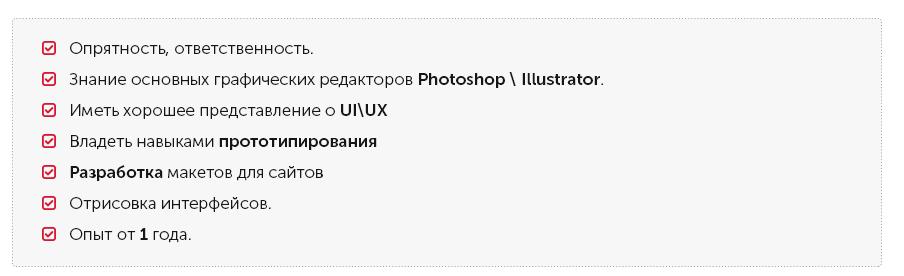 Опрятность, ответственность.
Знание основных графических редакторов Photoshop \ Illustrator.
Иметь хорошее представление о UI\UX
Владеть навыками прототипирования
Разработка макетов для сайтов
Отрисовка интерфейсов.
Опыт от 1 года.